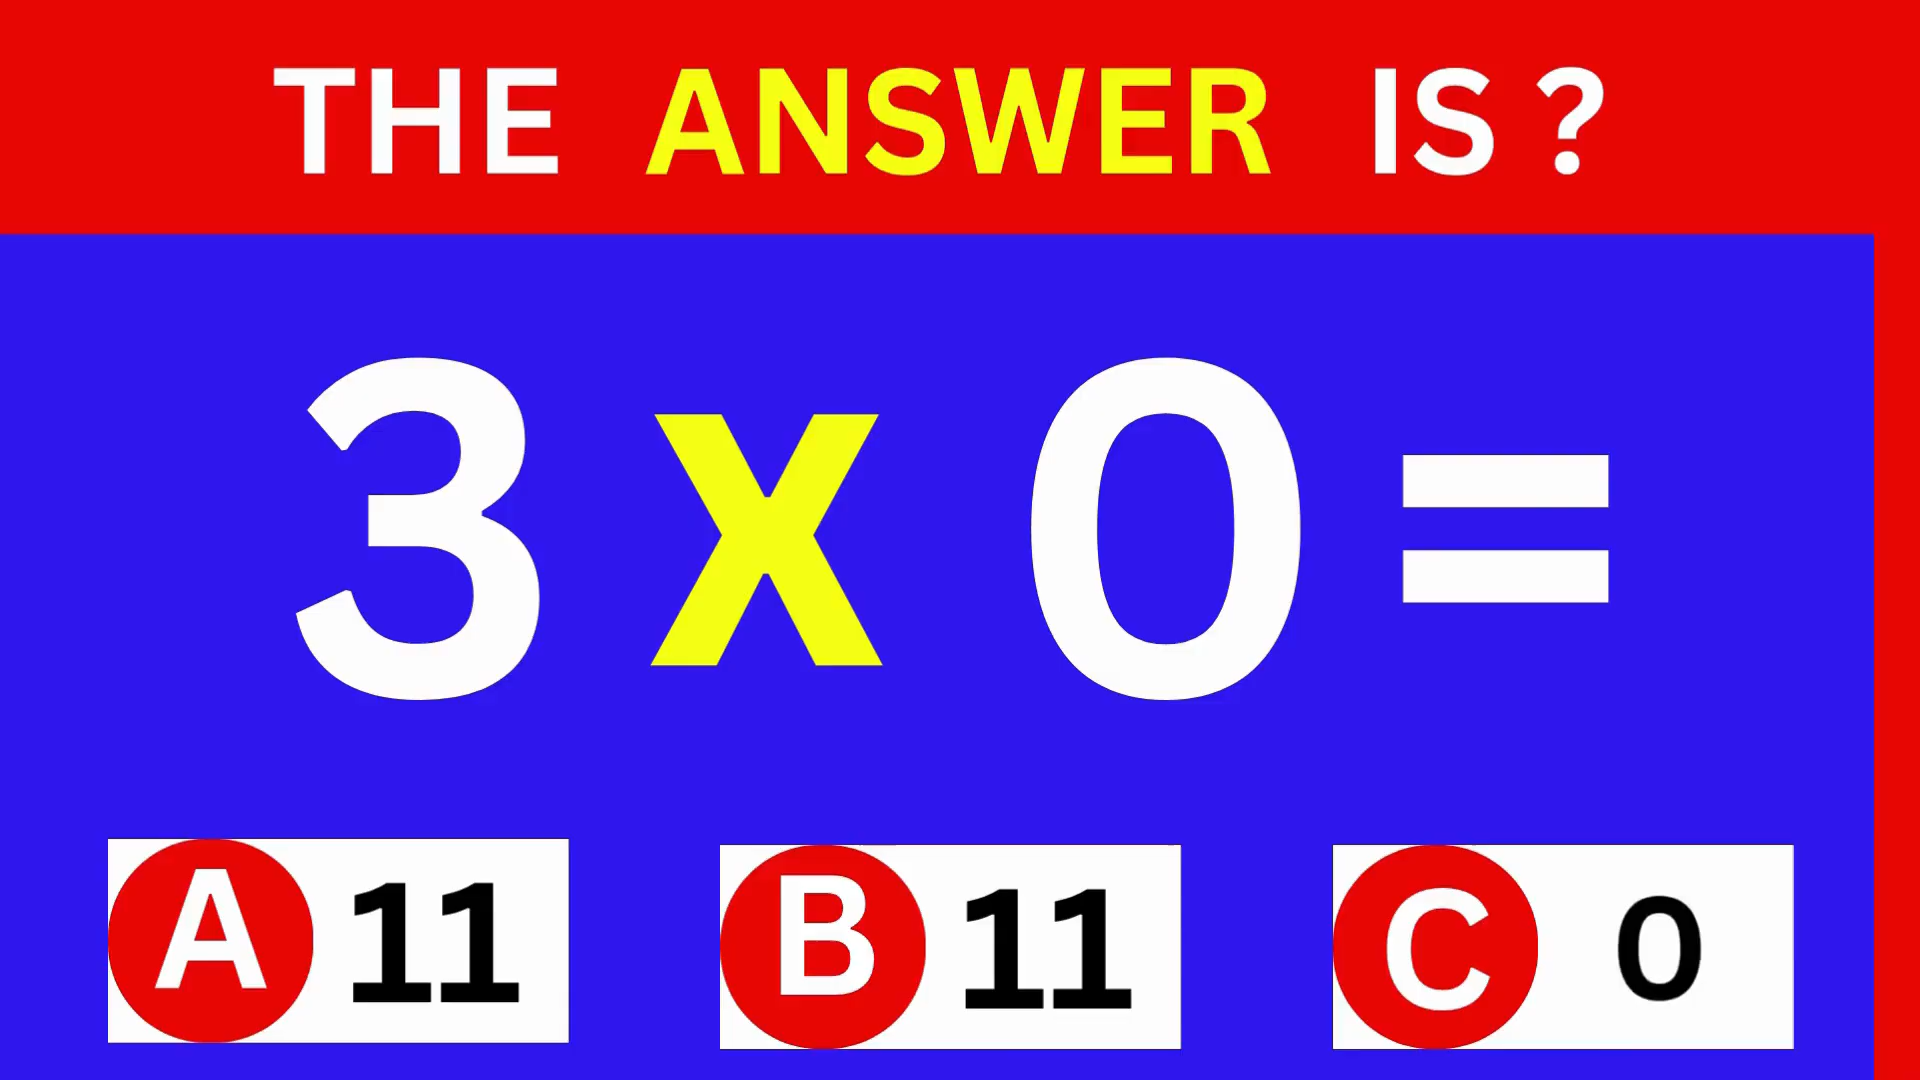 THE ANSWER IS ?
3 x 0 =
A 11
B 11
C 0